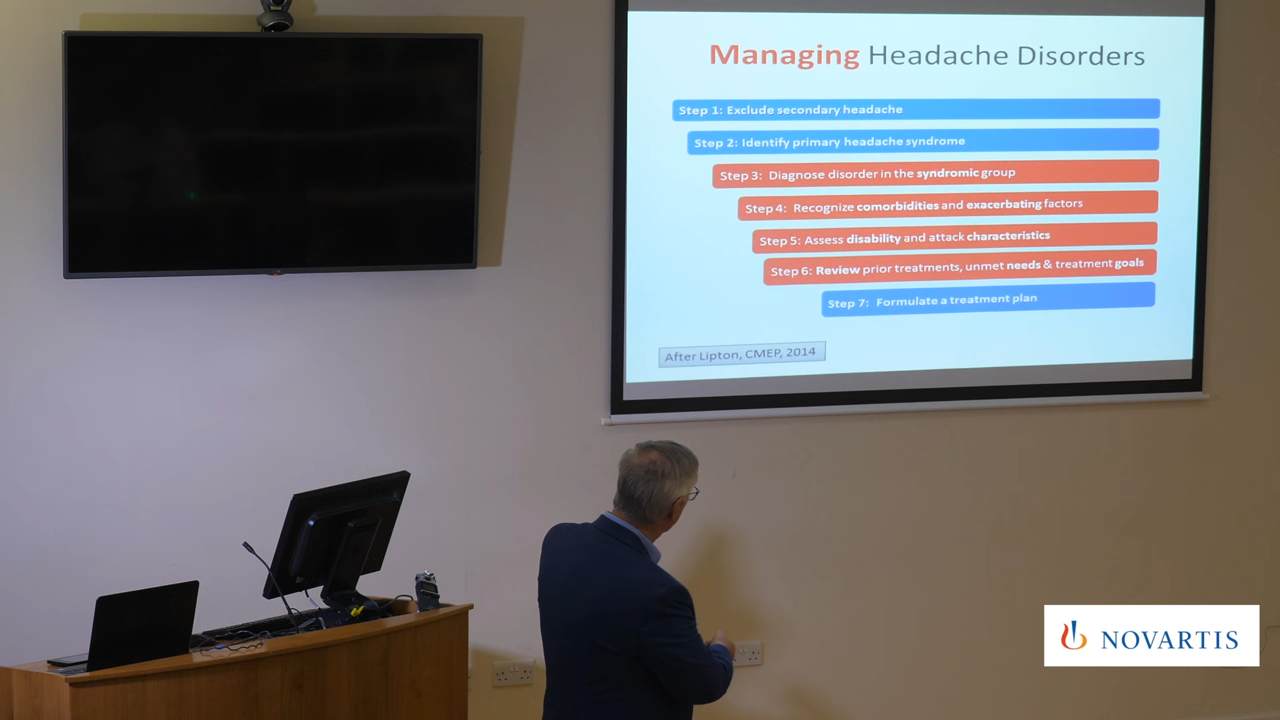 Managing Headache Disorders
Step 1: Exclude secondary headache
Step 2: Identify primary headache syndrome
Step 3: Diagnose disorder in the syndromic group
Step 4: Recognize comorbidities and exacerbating factors
Step 5: Assess disability and attack characteristics
Step 6: Review prior treatments, unmet needs & treatment goals
Step 7: Formulate a treatment plan
After Lipton, CMEP, 2014
NOVARTIS